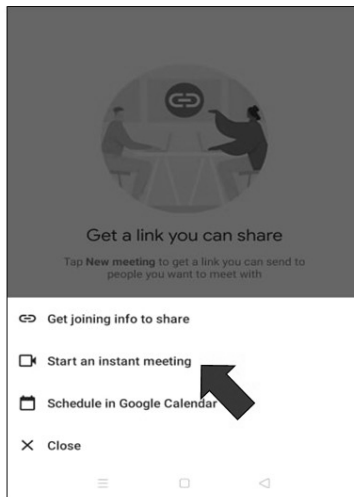 Get a link you can share
Tap New meeting to get a link you can send to
people you want to meet with
Get joining info to share
Start an instant meeting
Schedule in Google Calendar
Close